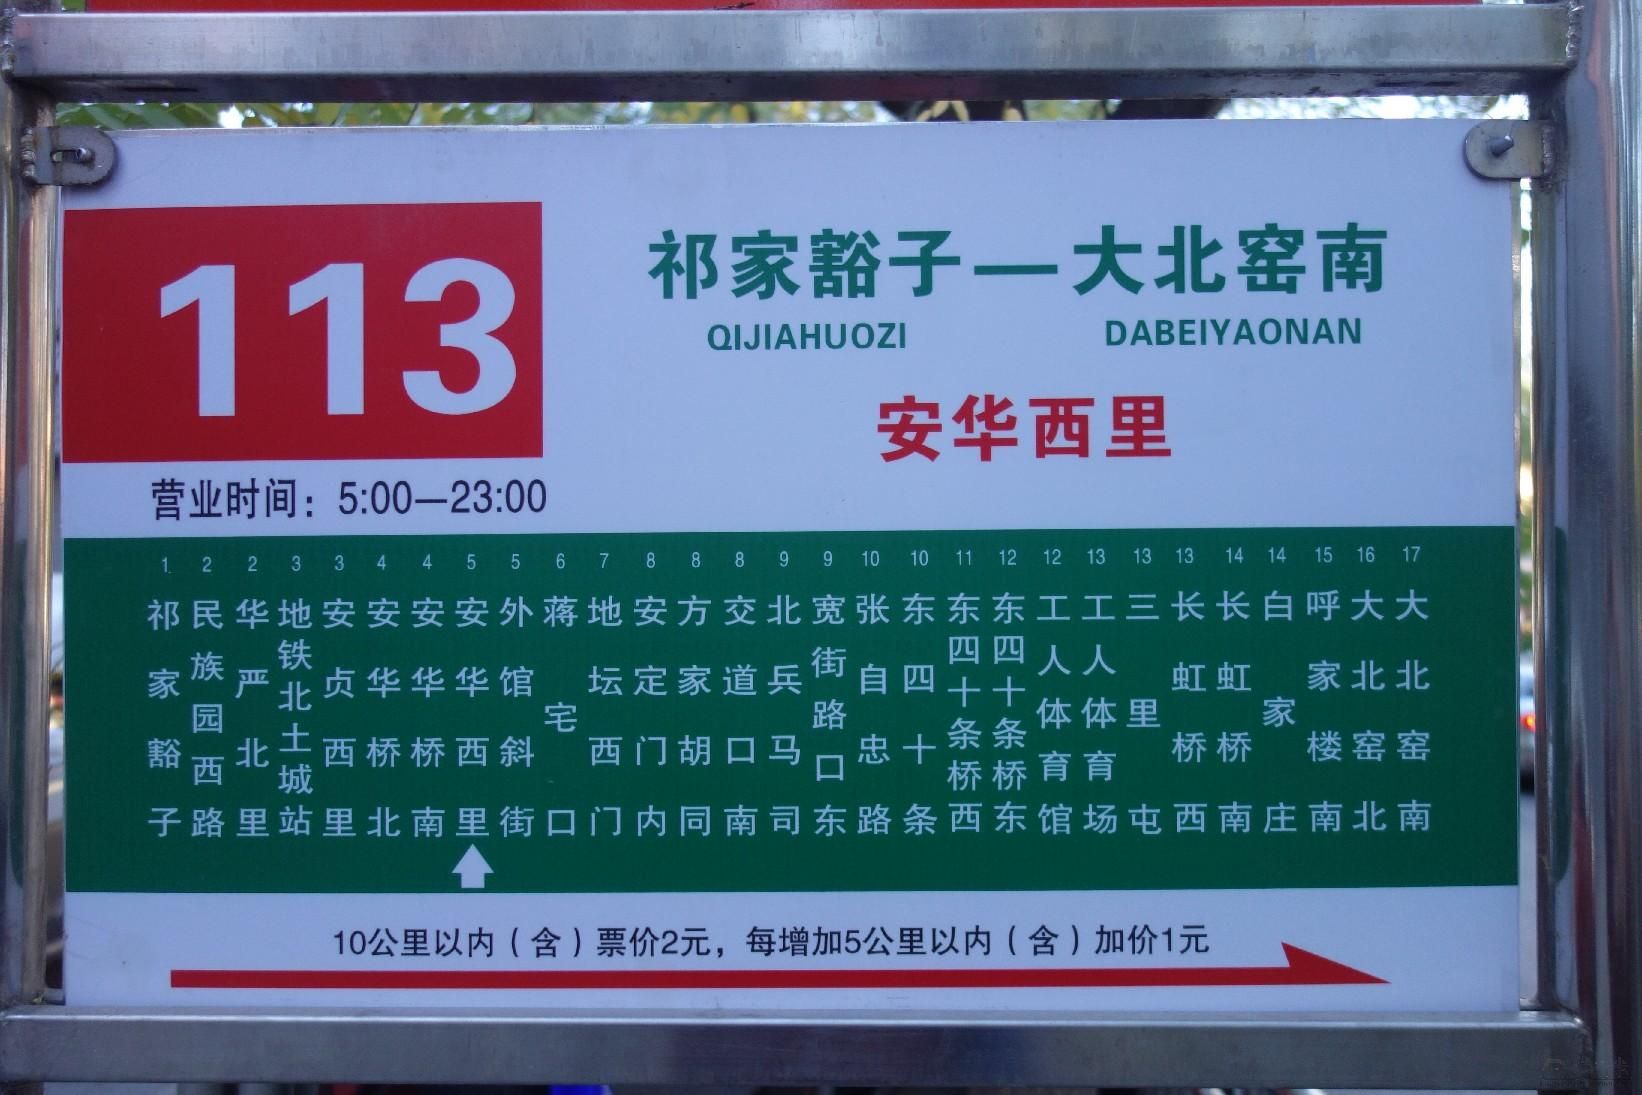 113
祁家豁子—大北窑南
QIJIAHUOZI DABEIYAONAN
安华西里
营业时间：5:00—23:00
1 祁家豁子
2 民族园西路
2 华严北里
3 地铁北土城站
3 安贞西里
4 安华桥北
4 安华桥南
5 安华西里
5 外馆斜街
6 蒋宅口
7 地坛西门
8 安定门内
8 方家胡同
8 交道口南
9 北兵马司
9 宽街路口东
10 张自忠路
10 东四十条
11 东四十条桥西
12 东四十条桥东
12 工人体育馆
13 工人体育场
13 三里屯
13 长虹桥西
14 长虹桥南
14 白家庄
15 呼家楼南
16 大北窑北
17 大北窑南
10公里以内（含）票价2元，每增加5公里以内（含）加价1元